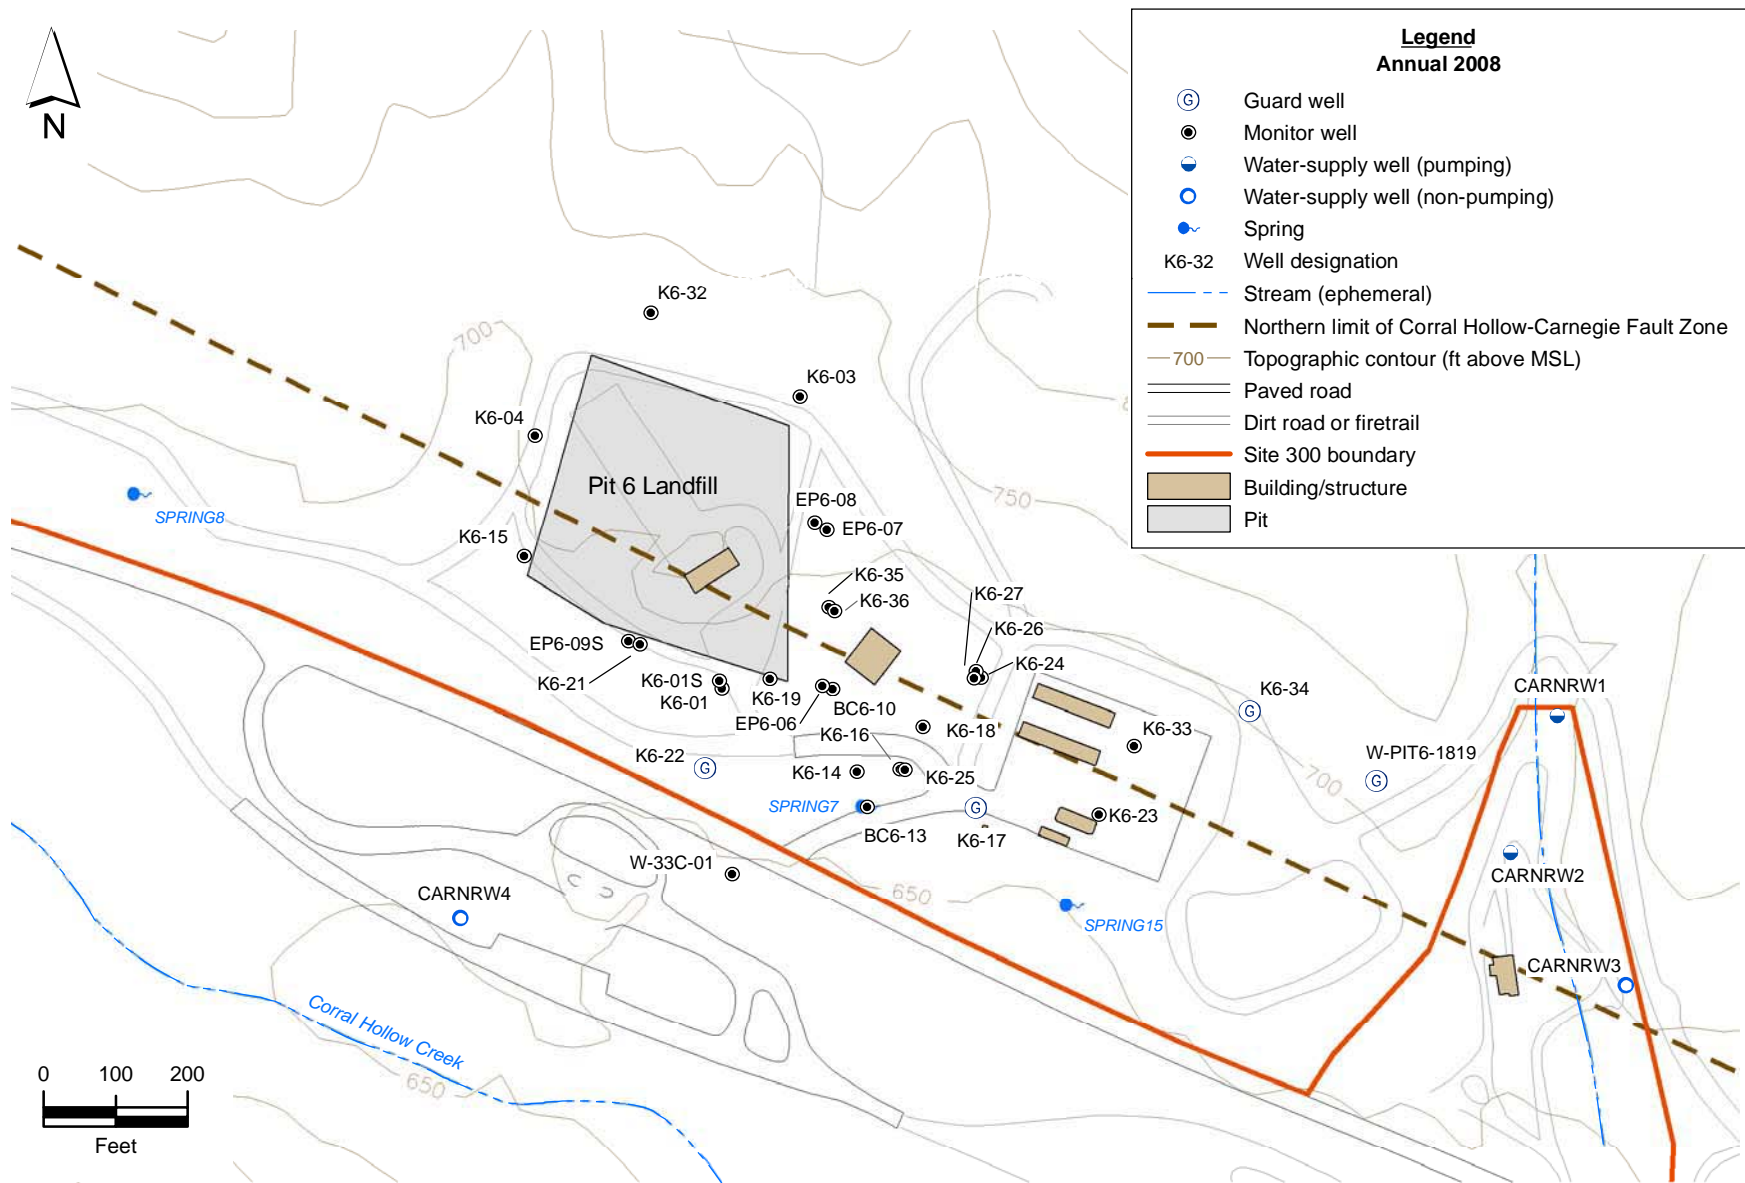 N
Legend
Annual 2008
Guard well
Monitor well
Water-supply well (pumping)
Water-supply well (non-pumping)
Spring
K6-32 Well designation
Stream (ephemeral)
Northern limit of Corral Hollow-Carnegie Fault Zone
700 Topographic contour (ft above MSL)
Paved road
Dirt road or firetrail
Site 300 boundary
Building/structure
Pit
G
K6-32
700
K6-03
K6-04
Pit 6 Landfill
750
SPRING8
EP6-08
EP6-07
K6-15
K6-35
K6-36
K6-27
K6-26
K6-24
EP6-09S
K6-21
K6-01S
K6-01
K6-19
EP6-06
BC6-10
K6-16
K6-18
K6-33
K6-34
G
CARNRW1
W-PIT6-1819
G
700
K6-22
G
K6-14
K6-25
SPRING7
BC6-13
G
K6-17
K6-23
W-33C-01
650
CARNRW4
SPRING15
CARNRW2
CARNRW3
Corral Hollow Creek
650
0 100 200
Feet